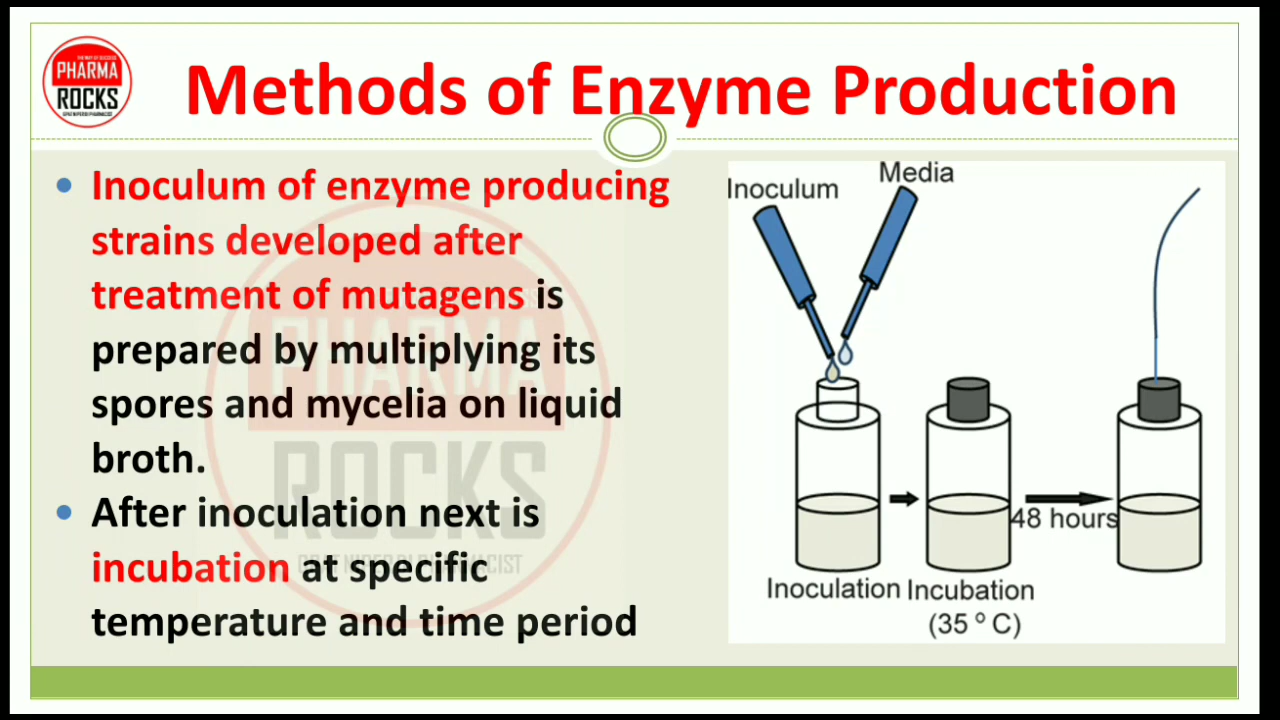 PHARMA
ROCKS
Methods of Enzyme Production
• Inoculum of enzyme producing
strains developed after
treatment of mutagens is
prepared by multiplying its
spores and mycelia on liquid
broth.
• After inoculation next is
incubation at specific
temperature and time period
PHARMA
ROCKS
Inoculum
Media
48 hours
Inoculation
Incubation
(35 º C)